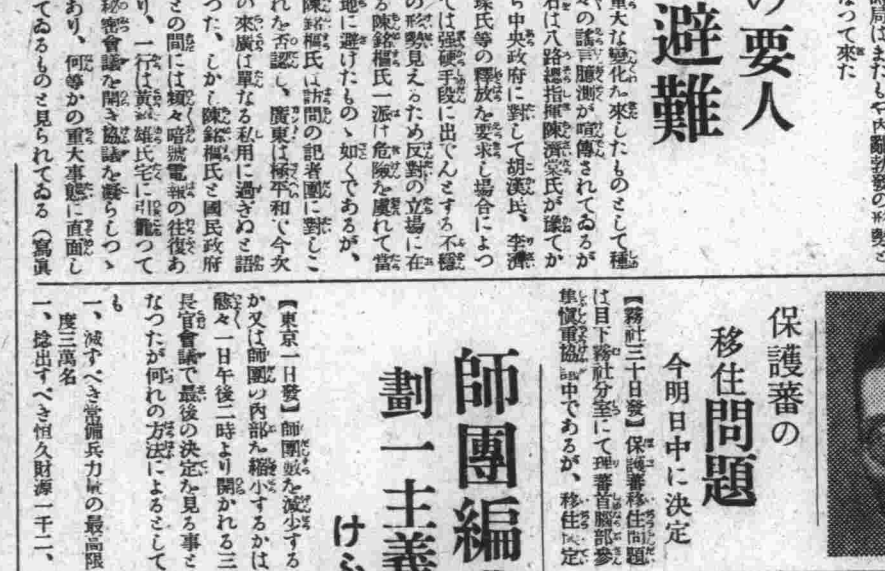 なつて來た
の要人
避難
重大な變化を來したものとして種
々の謠言臆測が暗傳されてゐるが
右は八路總指揮陳濟棠氏が豫てか
ら中央政府に對して胡漢民、李濟
琛氏等の釋放を要求し場合によつ
ては强硬手段に出でんとする不穩
の形勢見えるため反對の立場に在
る陳銘樞氏一派は危險を虞れて當
地に避けたものゝ如くであるが、
陳銘樞氏は訪問の記者團に對しこ
れを否認し、廣東は極平和で今次
の來廣は單なる私用に過ぎぬと語
つた、しかし陳銘樞氏と國民政府
との間には頻々暗號電報の往復あ
り、一行は黃 雄氏宅に引籠つて
秘密會議を開き協議を凝らしつゝ
あり、何等かの重大事態に直面し
てゐるものと見られてゐる（寫眞
保護蕃の
移住問題
今明日中に決定
【霧社三十日發】保護蕃移住問題
は目下霧社分室にて理蕃首腦部參
集愼重協 中であるが、移住 定
師團編
劃一主義
けふ
【東京一日發】師團數を減少する
か又は師團の內部を縮小するかは
愈々一日午後二時より開かれる三
長官會議で最後の決定を見る事と
なつたが何れの方法によるとして
も
一、減すべき常備兵力量の最高限
度三萬名
一、捻出すべき恒久財源一千二、